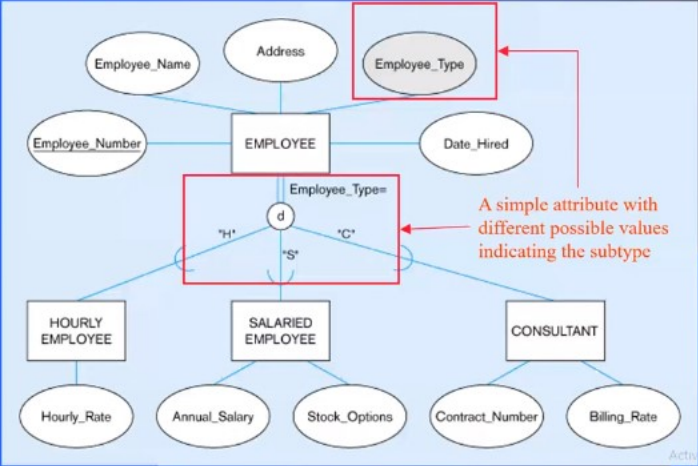 Address
Employee_Name
Employee_Type
Employee_Number
EMPLOYEE
Date_Hired
Employee_Type=
d
"H"
"S"
"C"
A simple attribute with
different possible values
indicating the subtype
HOURLY
EMPLOYEE
SALARIED
EMPLOYEE
CONSULTANT
Hourly_Rate
Annual_Salary
Stock_Options
Contract_Number
Billing_Rate
Activ